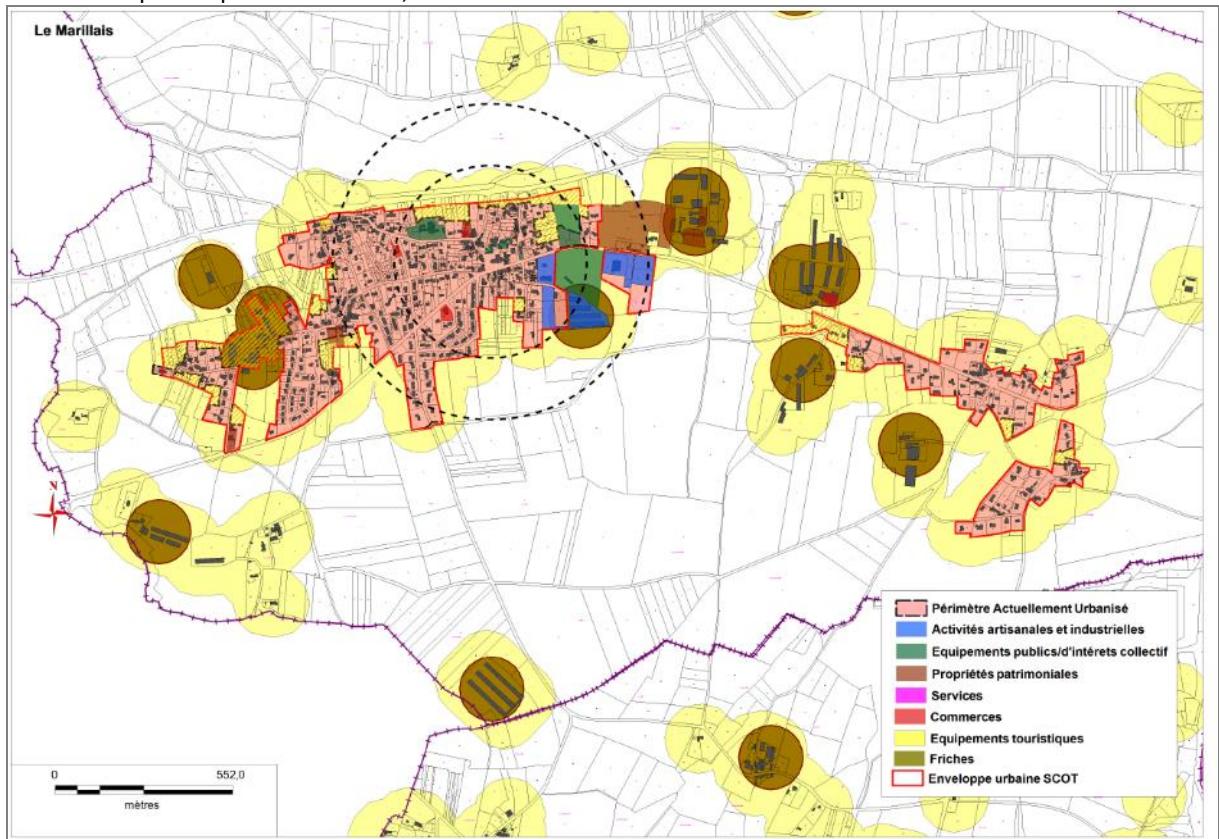 Le Marillais
N
Périmètre Actuellement Urbanisé
Activités artisanales et industrielles
Equipements publics/d'intérets collectif
Propriétés patrimoniales
Services
Commerces
Equipements touristiques
Friches
Enveloppe urbaine SCOT
0 552,0
mètres